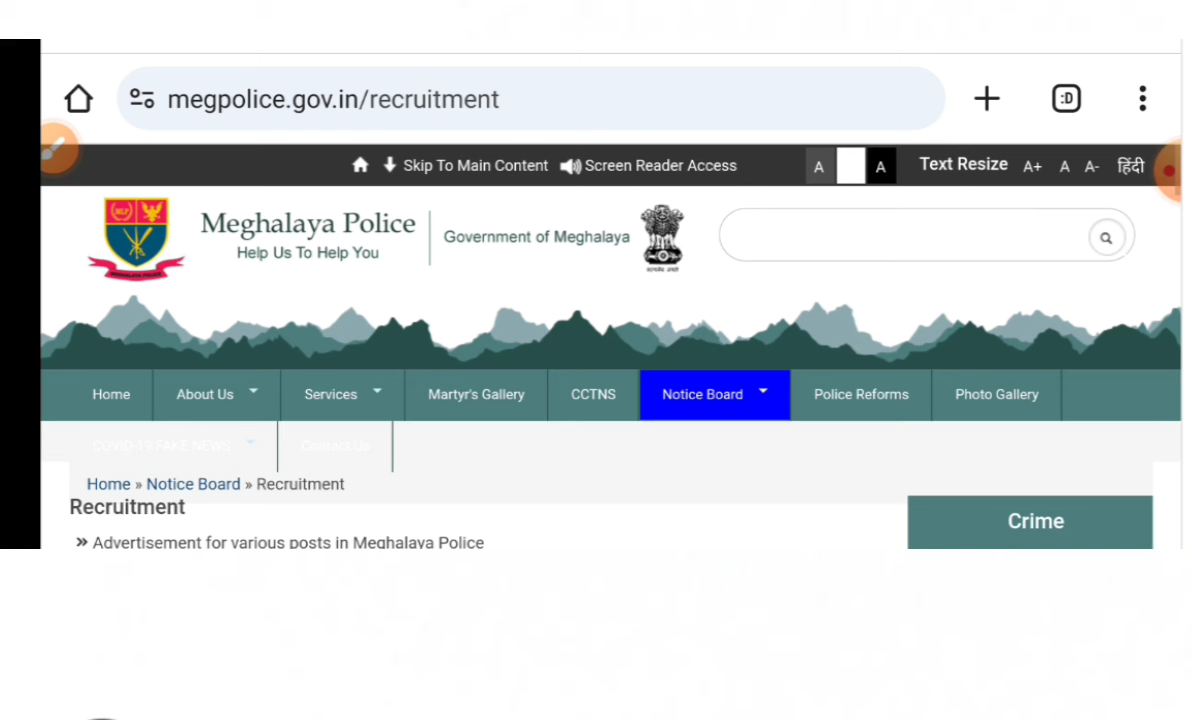 megpolice.gov.in/recruitment
:D
Skip To Main Content Screen Reader Access A A Text Resize A+ A A- हिंदी
Meghalaya Police
Help Us To Help You
Government of Meghalaya
Home About Us Services Martyr's Gallery CCTNS Notice Board Police Reforms Photo Gallery
COVID-19 FAKE NEWS Contact Us
Home » Notice Board » Recruitment
Recruitment
Crime
» Advertisement for various posts in Meghalaya Police